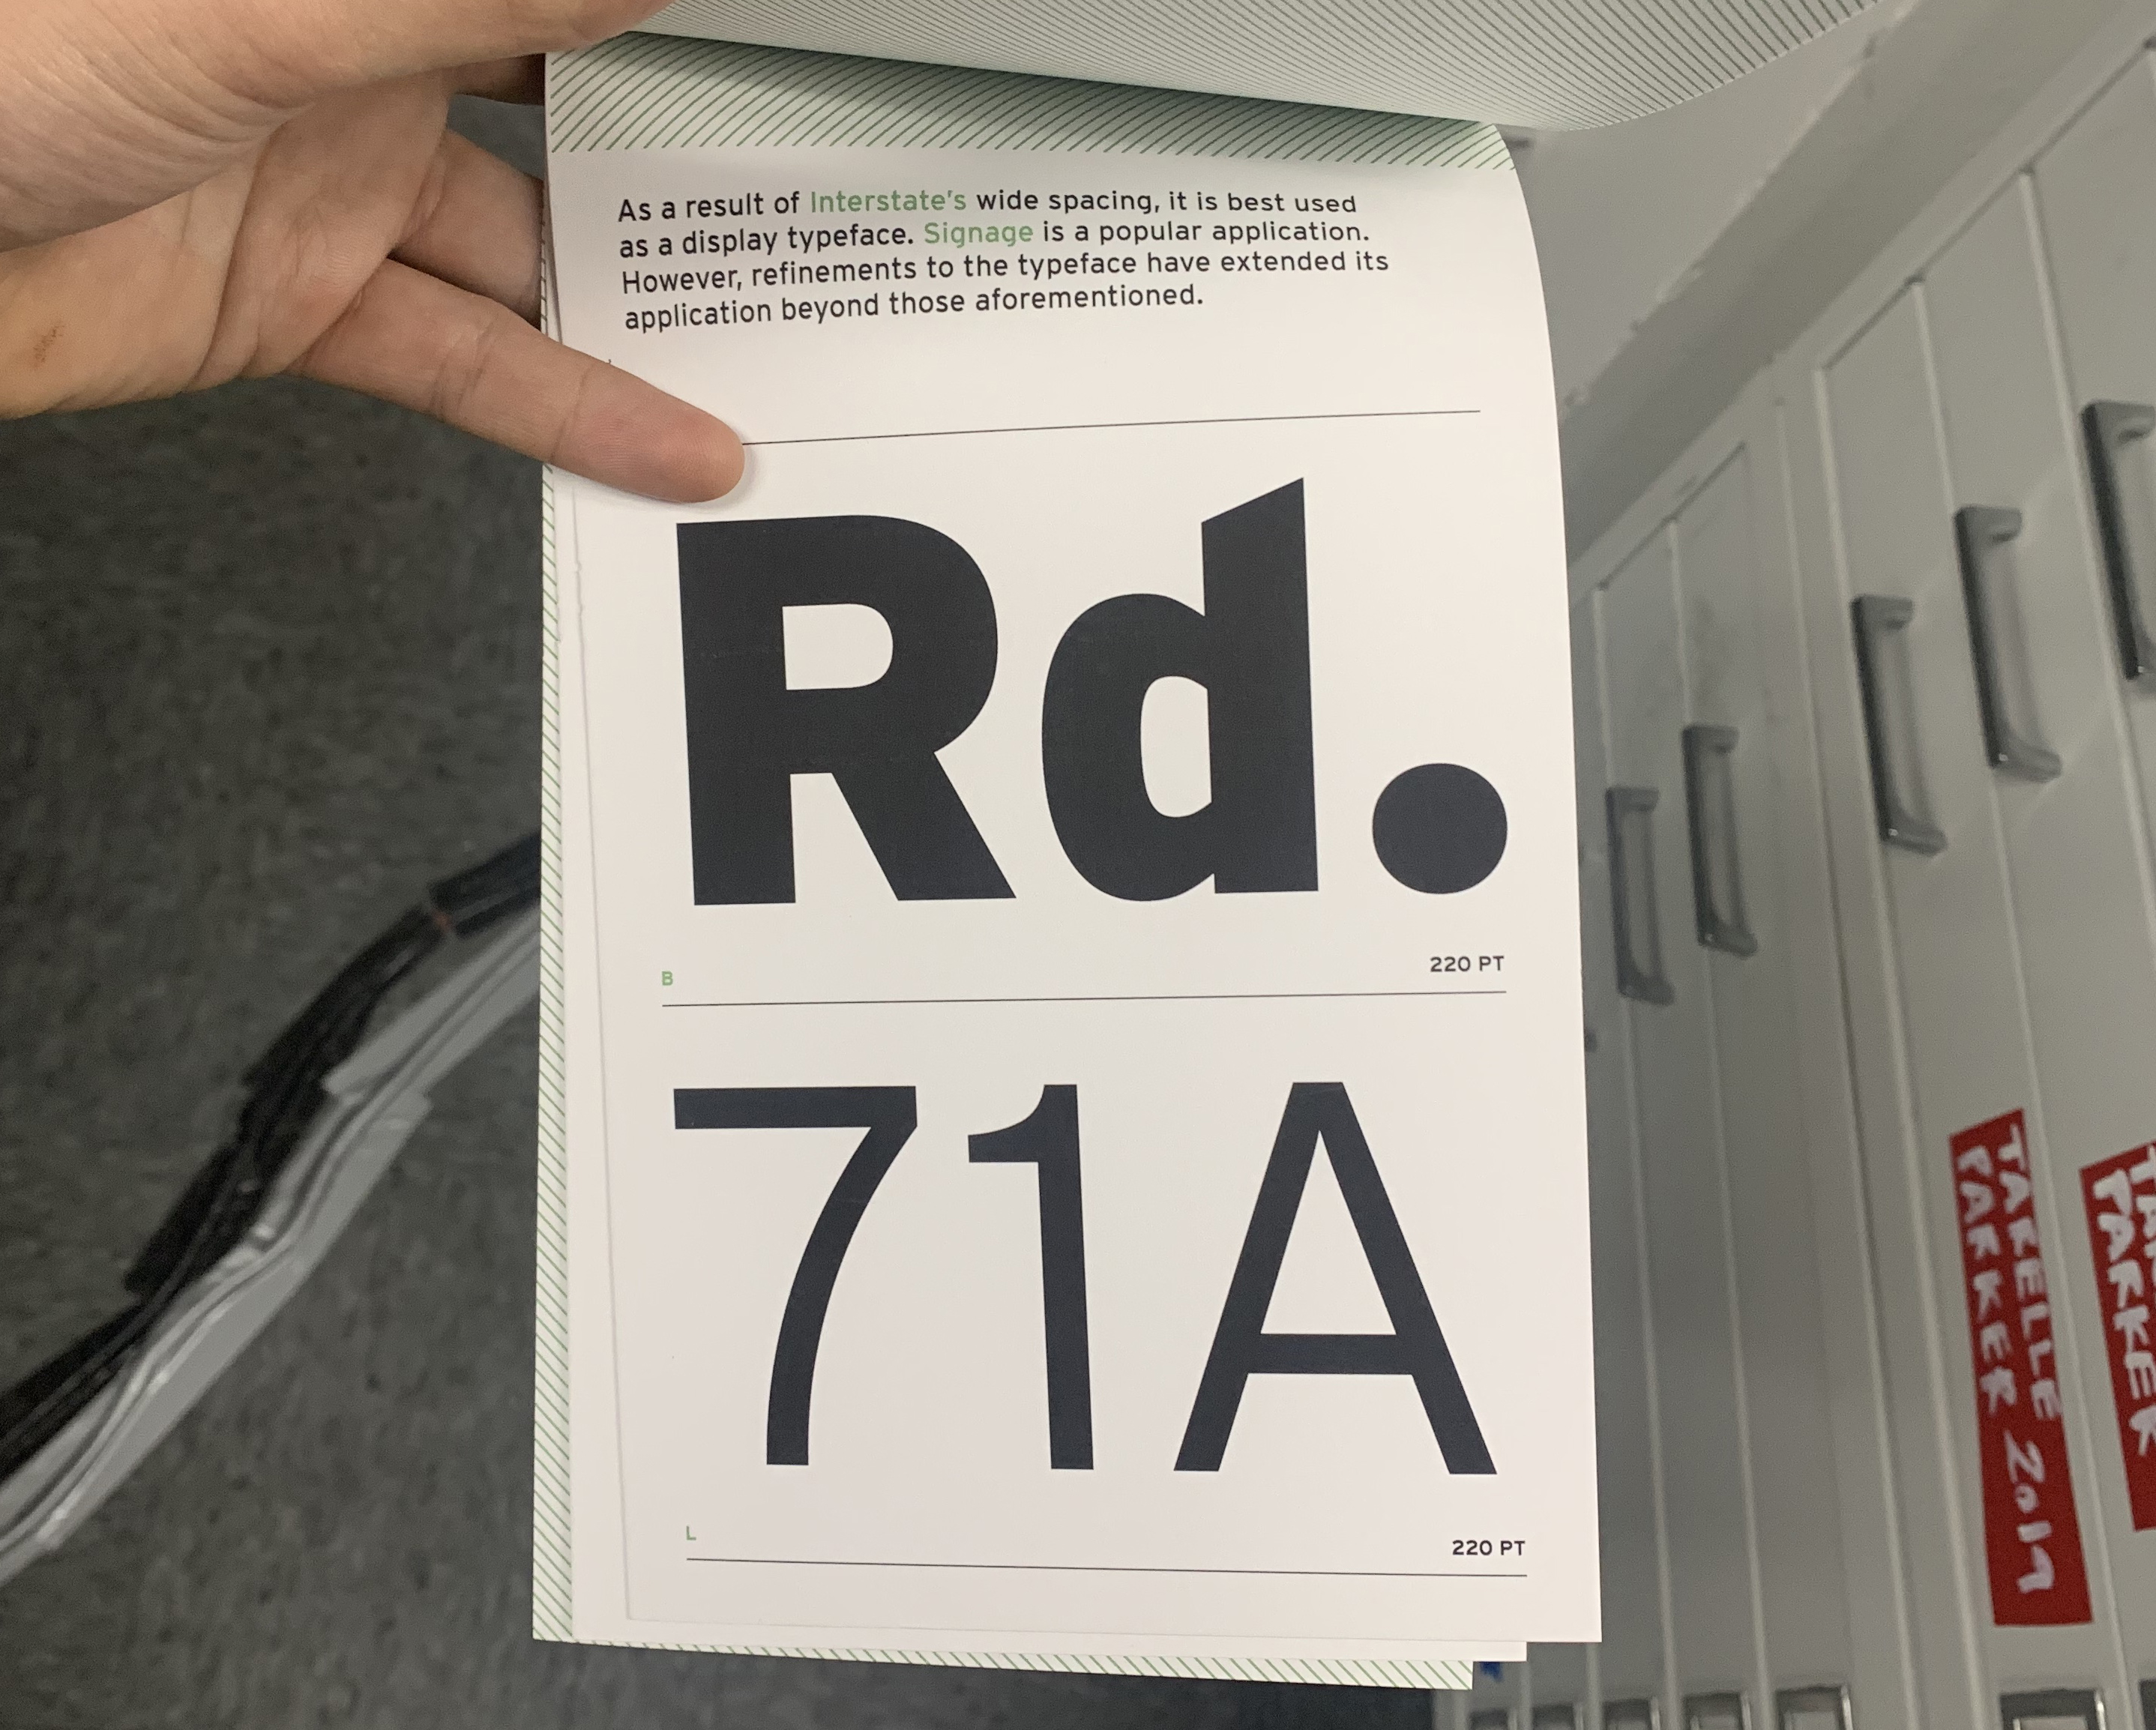 As a result of Interstate's wide spacing, it is best used
as a display typeface. Signage is a popular application.
However, refinements to the typeface have extended its
application beyond those aforementioned.
Rd.
B
220 PT
71A
L
220 PT
TARELLE
PARKER 2019
PARKER